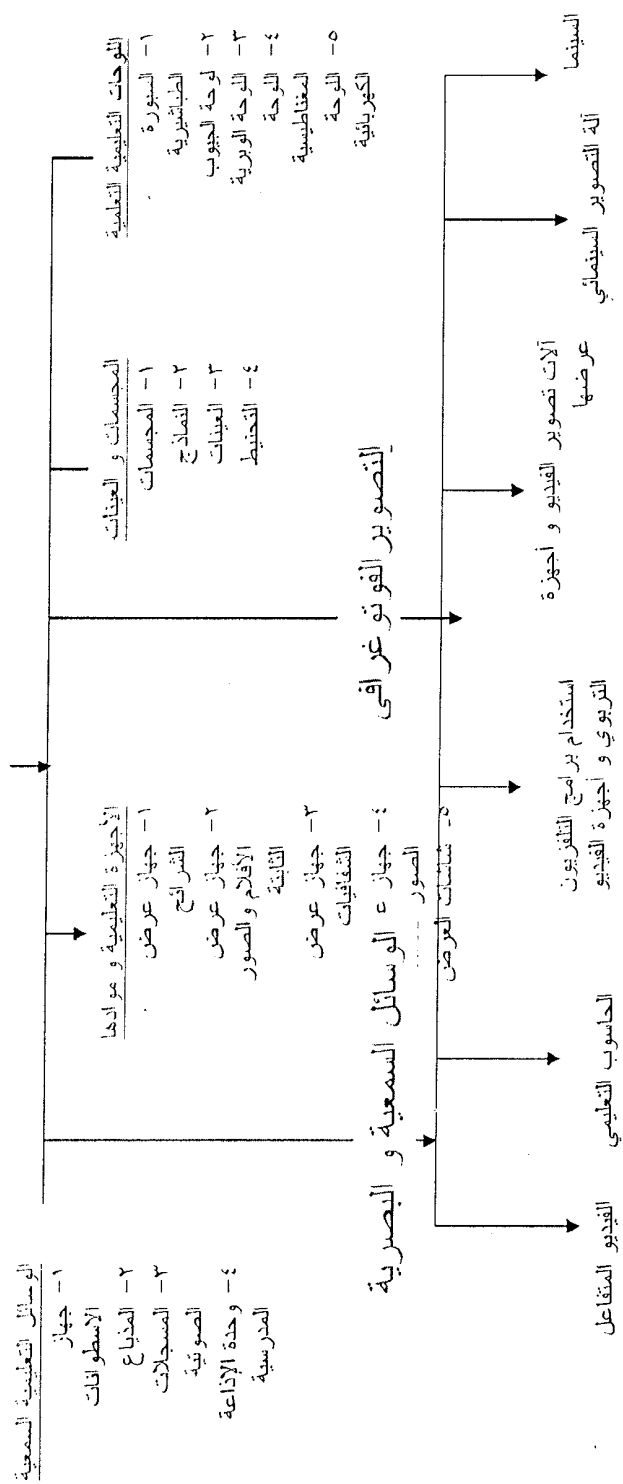 اللوحات التعليمية التعلمية
١- السبورة
الطباشيرية
٢- لوحة الجيوب
٣- اللوحة الوبرية
٤- اللوحة
المغناطيسية
٥- اللوحة
الكهربائية
المجسمات و العينات
١- المجسمات
٢- النماذج
٣- العينات
٤- التحنيط
الأجهزة التعليمية و موادها
١- جهاز عرض
الشرائح
٢- جهاز عرض
الأفلام والصور
الثابتة
٣- جهاز عرض
الشفافيات
٤- جهاز
الصور
٥- شاشات العرض
الوسائل التعليمية السمعية
١- جهاز
الاسطوانات
٢- المذياع
٣- المسجلات
الصوتية
٤- وحدة الإذاعة
المدرسية
التصوير الفوتوغرافى
الوسائل السمعية و البصرية
السينما
آلة التصوير السينمائي
آلات تصوير الفيديو و أجهزة
عرضها
استخدام برامج التلفزيون
التربوي و أجهزة الفيديو
الحاسوب التعليمي
الفيديو المتفاعل